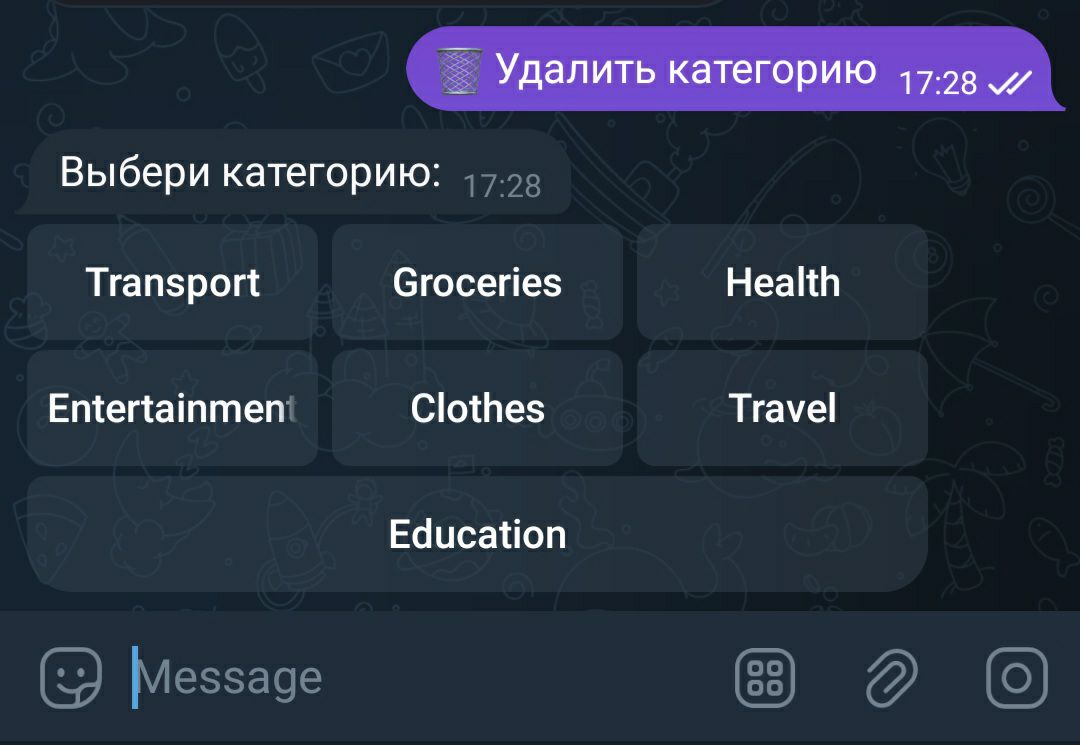 🗑 Удалить категорию 17:28
Выбери категорию: 17:28
Transport Groceries Health
Entertainment Clothes Travel
Education
Message